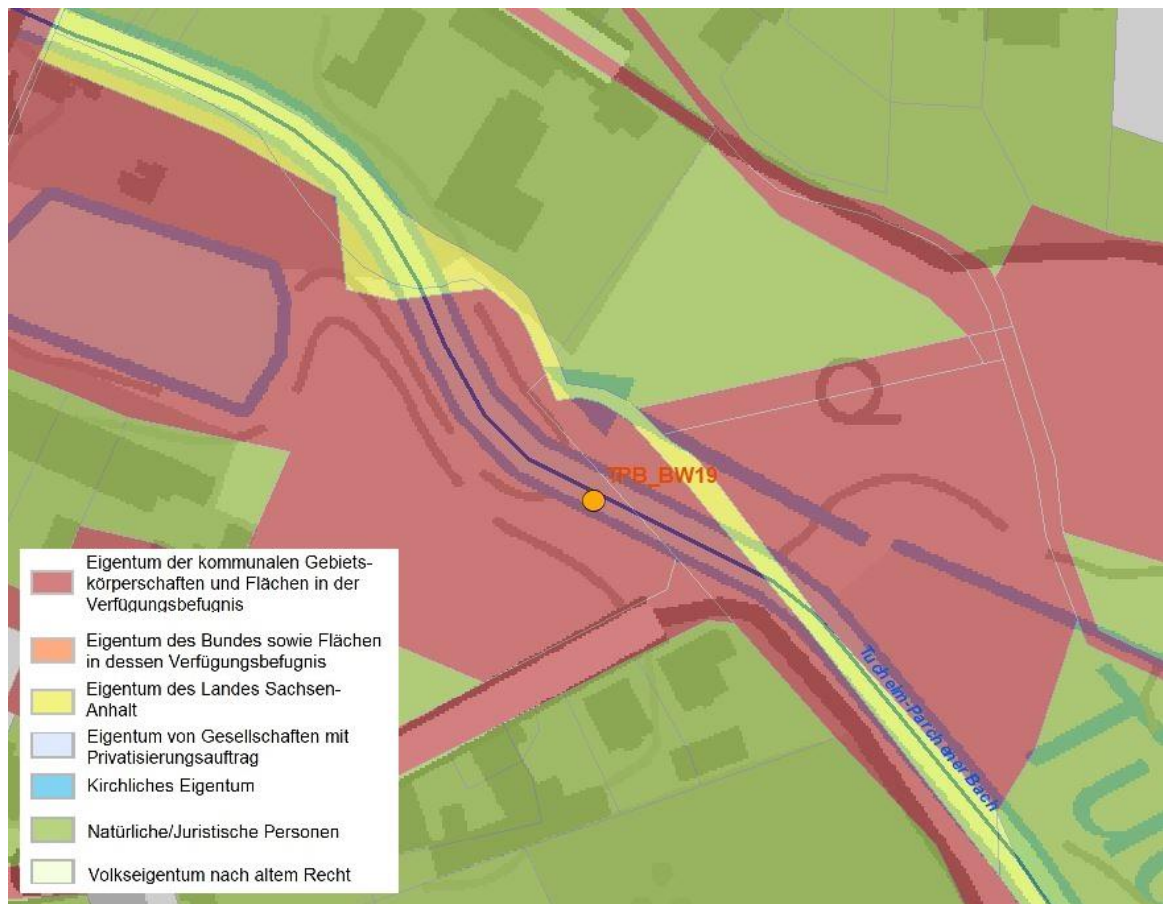 TPB_BW19
Tucheim-Parchener Bach
Tuc
Eigentum der kommunalen Gebiets-
körperschaften und Flächen in der
Verfügungsbefugnis
Eigentum des Bundes sowie Flächen
in dessen Verfügungsbefugnis
Eigentum des Landes Sachsen-
Anhalt
Eigentum von Gesellschaften mit
Privatisierungsauftrag
Kirchliches Eigentum
Natürliche/Juristische Personen
Volkseigentum nach altem Recht